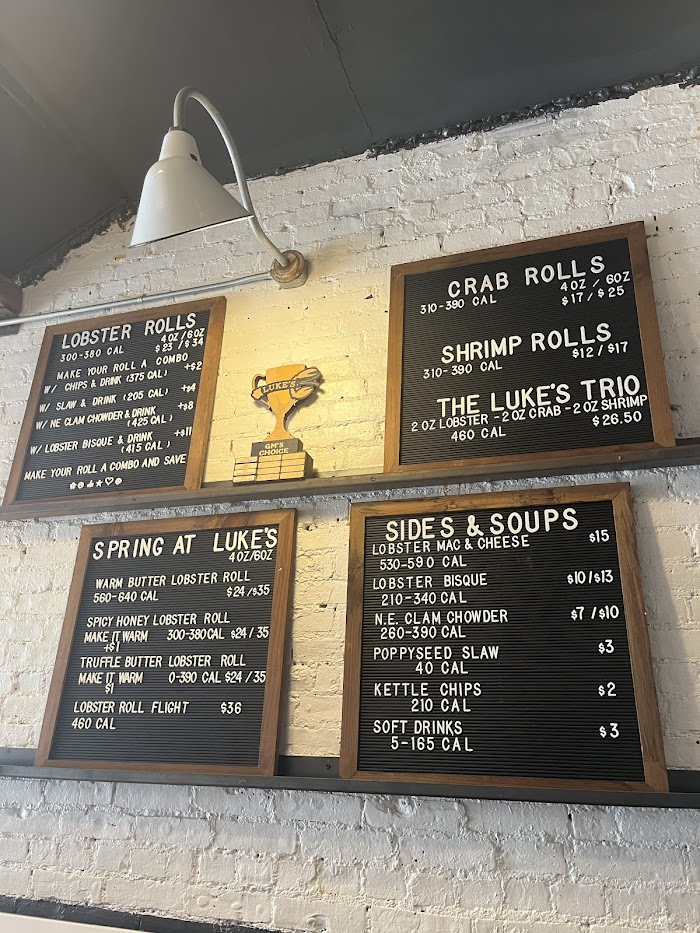 LOBSTER ROLLS
4OZ/6OZ
300-380 CAL $23/$34
MAKE YOUR ROLL A COMBO
W/ CHIPS & DRINK (375 CAL) +$2
W/ SLAW & DRINK (205 CAL) +$4
W/ NE CLAM CHOWDER & DRINK +$8
(425 CAL)
W/ LOBSTER BISQUE & DRINK +$11
(415 CAL)
MAKE YOUR ROLL A COMBO AND SAVE
LUKE'S
GM'S
CHOICE
CRAB ROLLS
4OZ / 6OZ
310-390 CAL $17/$25
SHRIMP ROLLS
310-390 CAL $12/$17
THE LUKE'S TRIO
2 OZ LOBSTER - 2 OZ CRAB - 2 OZ SHRIMP
460 CAL $26.50
SPRING AT LUKE'S
4OZ/6OZ
WARM BUTTER LOBSTER ROLL
560-640 CAL $24/$35
SPICY HONEY LOBSTER ROLL
MAKE IT WARM 300-380CAL $24/35
+$1
TRUFFLE BUTTER LOBSTER ROLL
MAKE IT WARM 0-390 CAL $24/35
$1
LOBSTER ROLL FLIGHT $36
460 CAL
SIDES & SOUPS
LOBSTER MAC & CHEESE $15
530-590 CAL
LOBSTER BISQUE $10/$13
210-340 CAL
N.E. CLAM CHOWDER $7/$10
260-390 CAL
POPPYSEED SLAW $3
40 CAL
KETTLE CHIPS $2
210 CAL
SOFT DRINKS $3
5-165 CAL